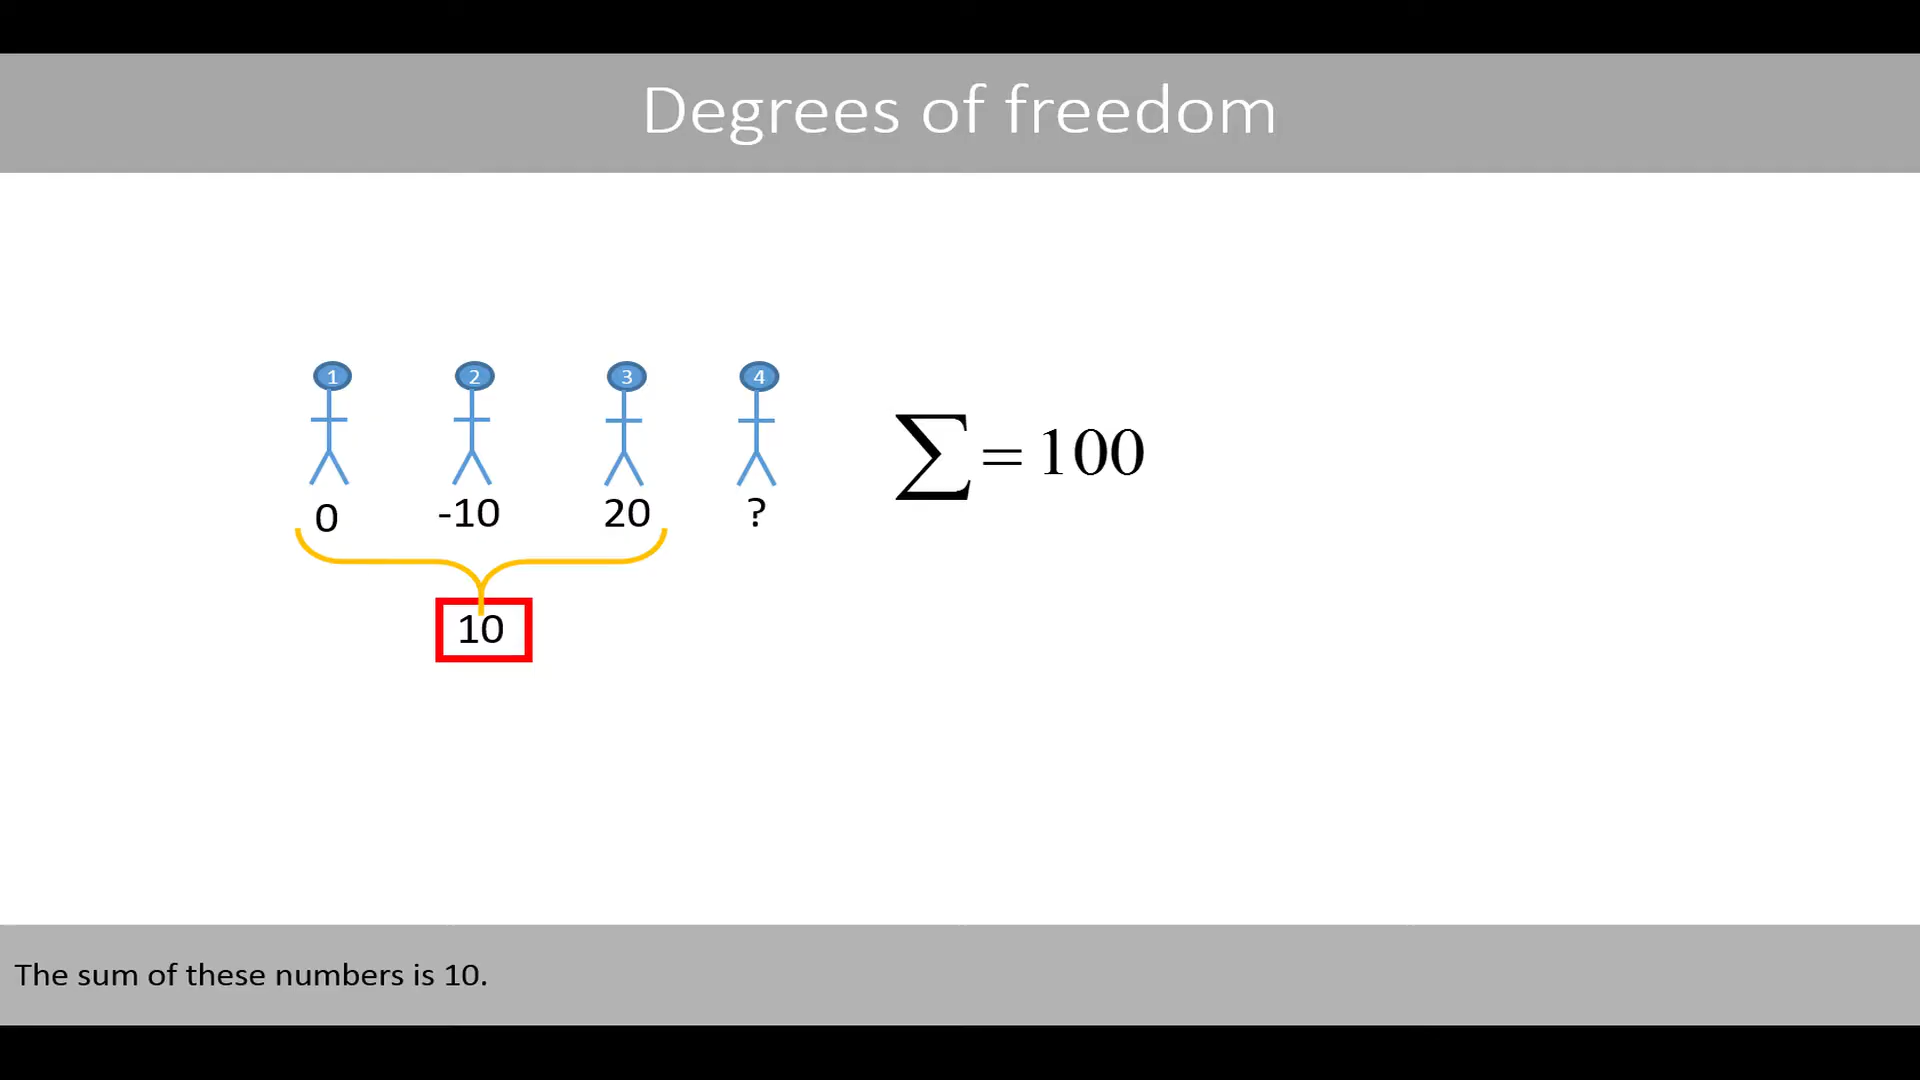 Degrees of freedom
1 2 3 4
∑ = 100
0 -10 20 ?
10
The sum of these numbers is 10.